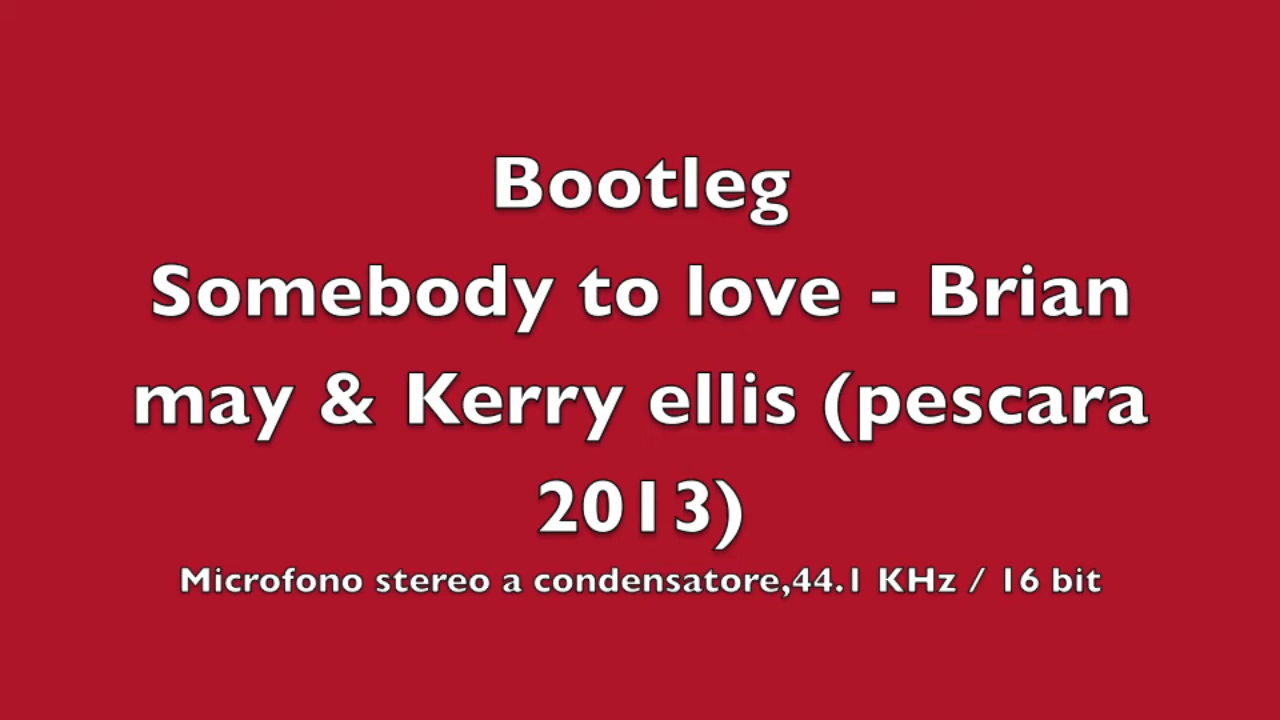 Bootleg
Somebody to love - Brian
may & Kerry ellis (pescara
2013)
Microfono stereo a condensatore,44.1 KHz / 16 bit